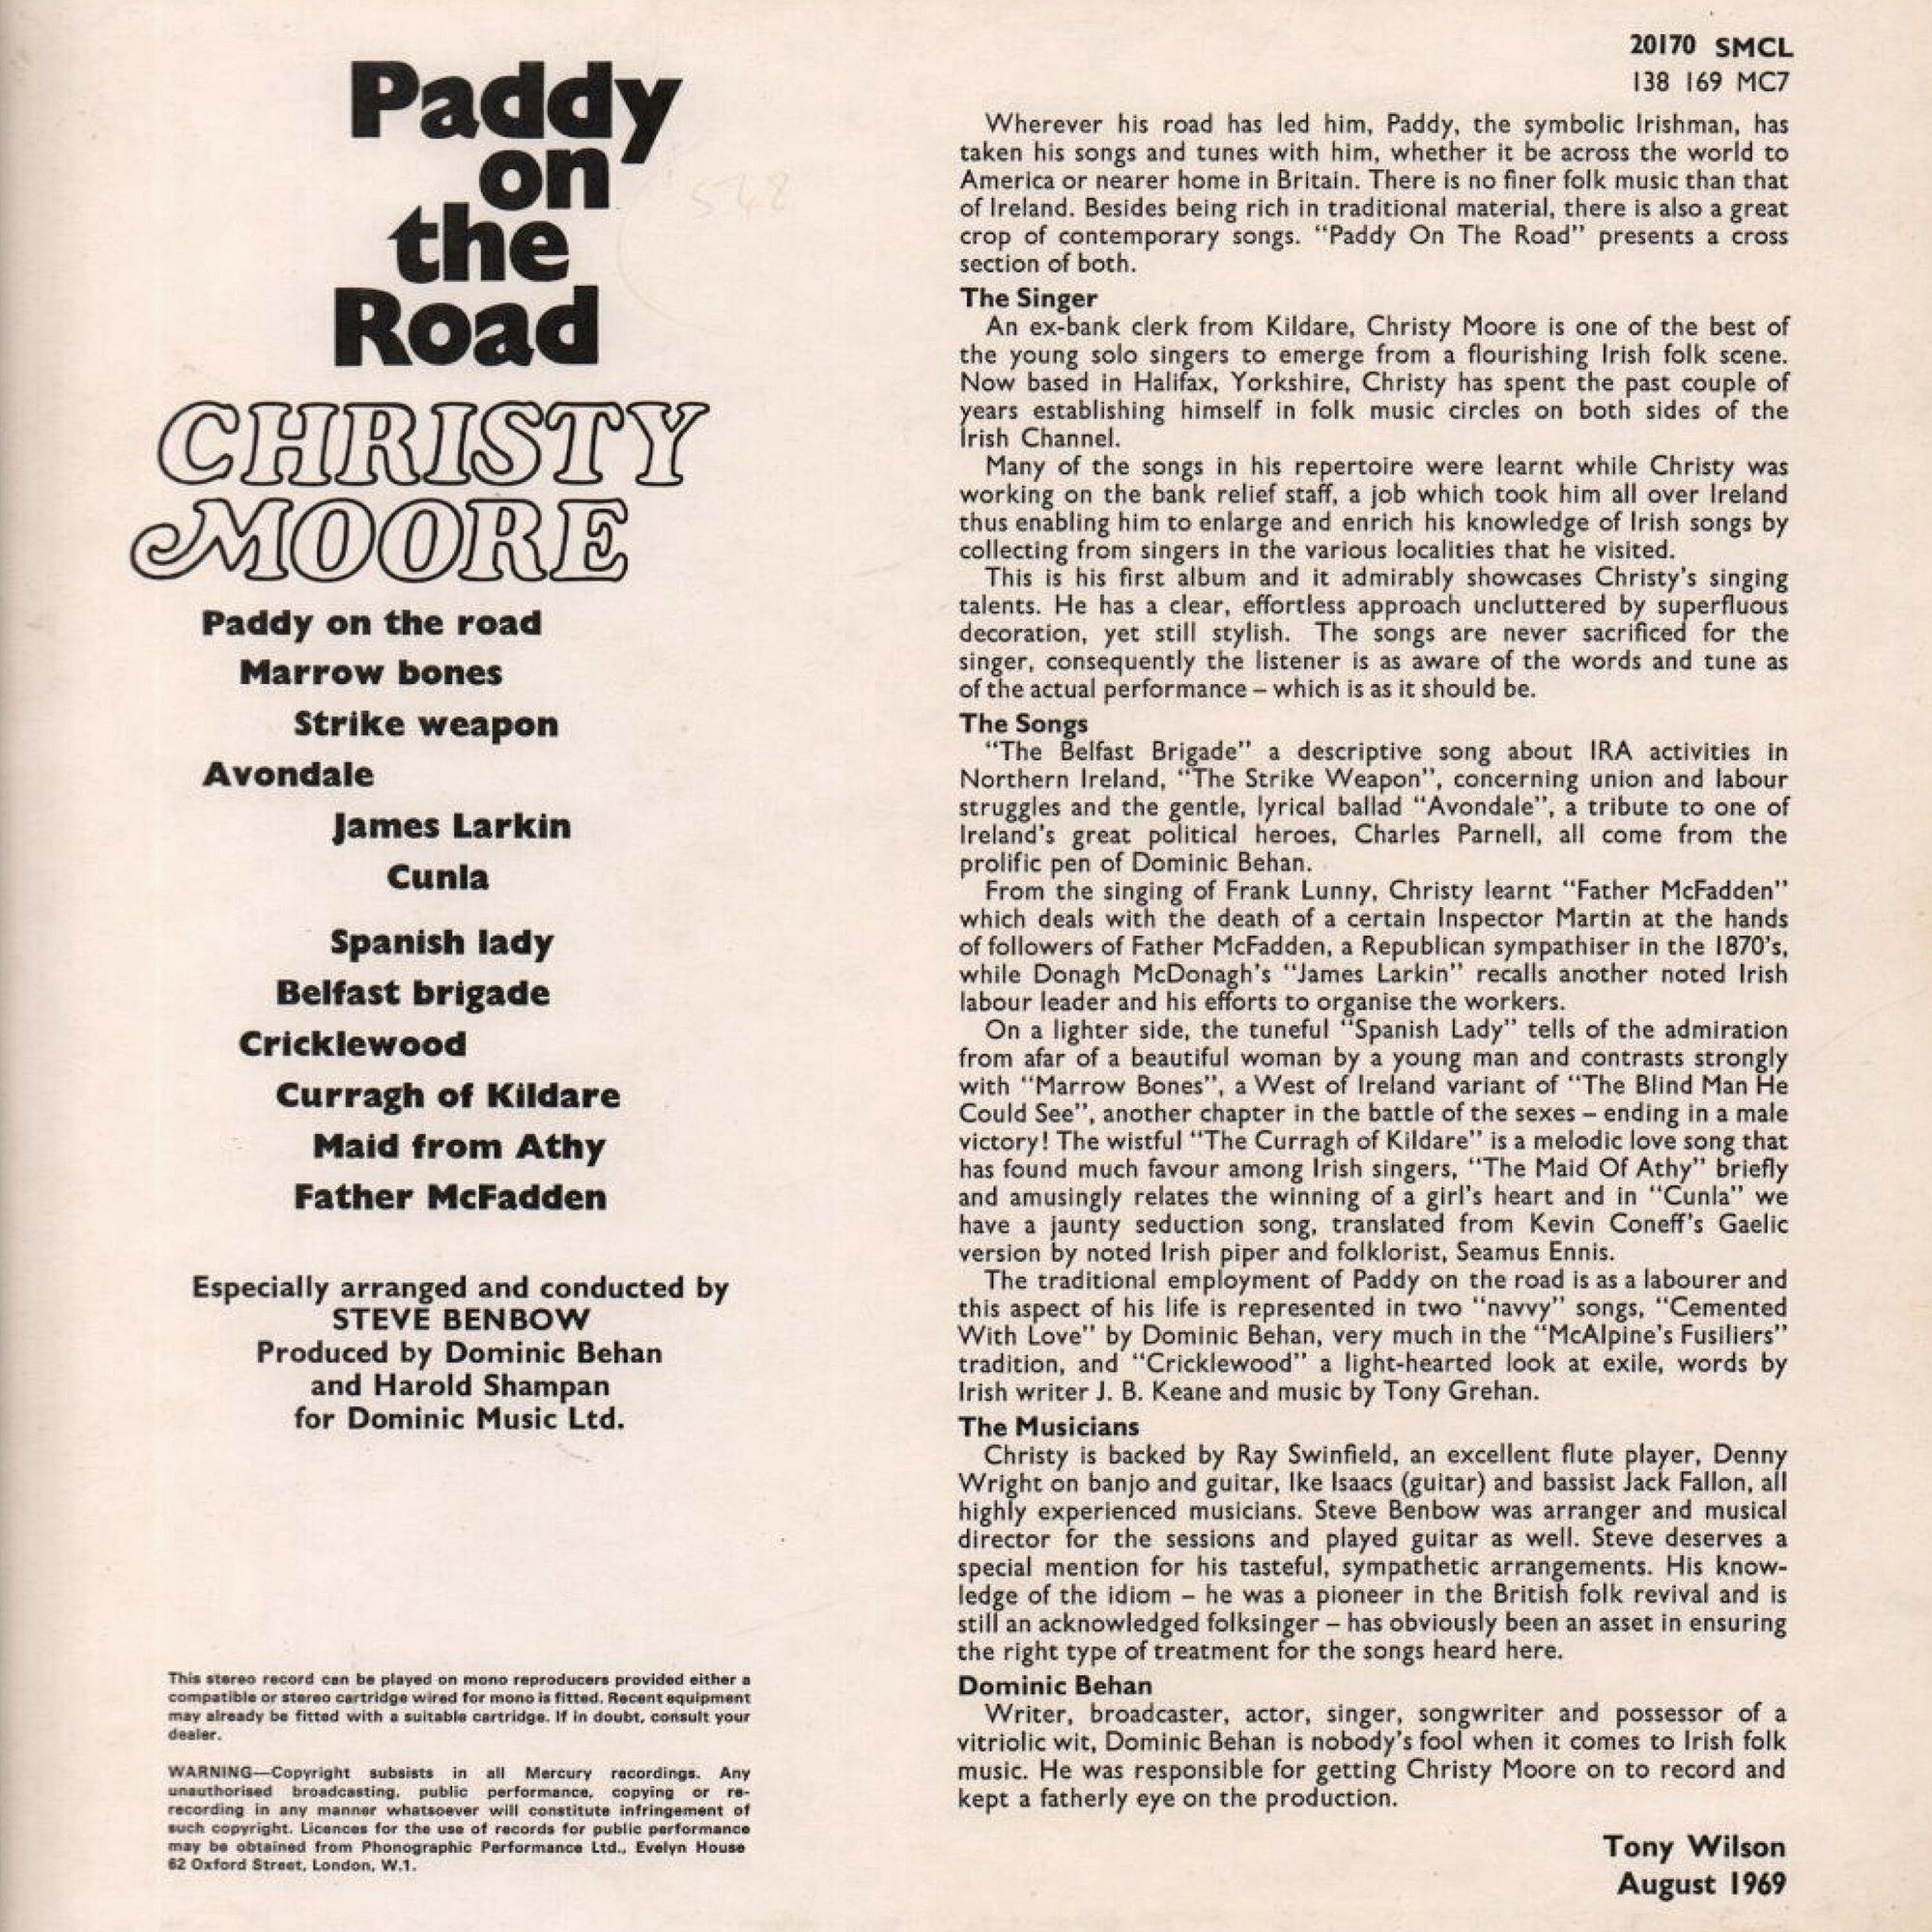 Paddy
on
the
Road
CHRISTY
MOORE
Paddy on the road
Marrow bones
Strike weapon
Avondale
James Larkin
Cunla
Spanish lady
Belfast brigade
Cricklewood
Curragh of Kildare
Maid from Athy
Father McFadden
Especially arranged and conducted by
STEVE BENBOW
Produced by Dominic Behan
and Harold Shampan
for Dominic Music Ltd.
This stereo record can be played on mono reproducers provided either a
compatible or stereo cartridge wired for mono is fitted. Recent equipment
may already be fitted with a suitable cartridge. If in doubt, consult your
dealer.
WARNING—Copyright subsists in all Mercury recordings. Any
unauthorised broadcasting, public performance, copying or re-
recording in any manner whatsoever will constitute infringement of
such copyright. Licences for the use of records for public performance
may be obtained from Phonographic Performance Ltd., Evelyn House
62 Oxford Street, London, W.1.
548
20170 SMCL
138 169 MC7
Wherever his road has led him, Paddy, the symbolic Irishman, has
taken his songs and tunes with him, whether it be across the world to
America or nearer home in Britain. There is no finer folk music than that
of Ireland. Besides being rich in traditional material, there is also a great
crop of contemporary songs. “Paddy On The Road” presents a cross
section of both.
The Singer
An ex-bank clerk from Kildare, Christy Moore is one of the best of
the young solo singers to emerge from a flourishing Irish folk scene.
Now based in Halifax, Yorkshire, Christy has spent the past couple of
years establishing himself in folk music circles on both sides of the
Irish Channel.
Many of the songs in his repertoire were learnt while Christy was
working on the bank relief staff, a job which took him all over Ireland
thus enabling him to enlarge and enrich his knowledge of Irish songs by
collecting from singers in the various localities that he visited.
This is his first album and it admirably showcases Christy’s singing
talents. He has a clear, effortless approach uncluttered by superfluous
decoration, yet still stylish. The songs are never sacrificed for the
singer, consequently the listener is as aware of the words and tune as
of the actual performance – which is as it should be.
The Songs
“The Belfast Brigade” a descriptive song about IRA activities in
Northern Ireland, “The Strike Weapon”, concerning union and labour
struggles and the gentle, lyrical ballad “Avondale”, a tribute to one of
Ireland’s great political heroes, Charles Parnell, all come from the
prolific pen of Dominic Behan.
From the singing of Frank Lunny, Christy learnt “Father McFadden”
which deals with the death of a certain Inspector Martin at the hands
of followers of Father McFadden, a Republican sympathiser in the 1870’s,
while Donagh McDonagh’s “James Larkin” recalls another noted Irish
labour leader and his efforts to organise the workers.
On a lighter side, the tuneful “Spanish Lady” tells of the admiration
from afar of a beautiful woman by a young man and contrasts strongly
with “Marrow Bones”, a West of Ireland variant of “The Blind Man He
Could See”, another chapter in the battle of the sexes – ending in a male
victory! The wistful “The Curragh of Kildare” is a melodic love song that
has found much favour among Irish singers, “The Maid Of Athy” briefly
and amusingly relates the winning of a girl’s heart and in “Cunla” we
have a jaunty seduction song, translated from Kevin Coneff’s Gaelic
version by noted Irish piper and folklorist, Seamus Ennis.
The traditional employment of Paddy on the road is as a labourer and
this aspect of his life is represented in two “navvy” songs, “Cemented
With Love” by Dominic Behan, very much in the “McAlpine’s Fusiliers”
tradition, and “Cricklewood” a light-hearted look at exile, words by
Irish writer J. B. Keane and music by Tony Grehan.
The Musicians
Christy is backed by Ray Swinfield, an excellent flute player, Denny
Wright on banjo and guitar, Ike Isaacs (guitar) and bassist Jack Fallon, all
highly experienced musicians. Steve Benbow was arranger and musical
director for the sessions and played guitar as well. Steve deserves a
special mention for his tasteful, sympathetic arrangements. His know-
ledge of the idiom – he was a pioneer in the British folk revival and is
still an acknowledged folksinger – has obviously been an asset in ensuring
the right type of treatment for the songs heard here.
Dominic Behan
Writer, broadcaster, actor, singer, songwriter and possessor of a
vitriolic wit, Dominic Behan is nobody’s fool when it comes to Irish folk
music. He was responsible for getting Christy Moore on to record and
kept a fatherly eye on the production.
Tony Wilson
August 1969